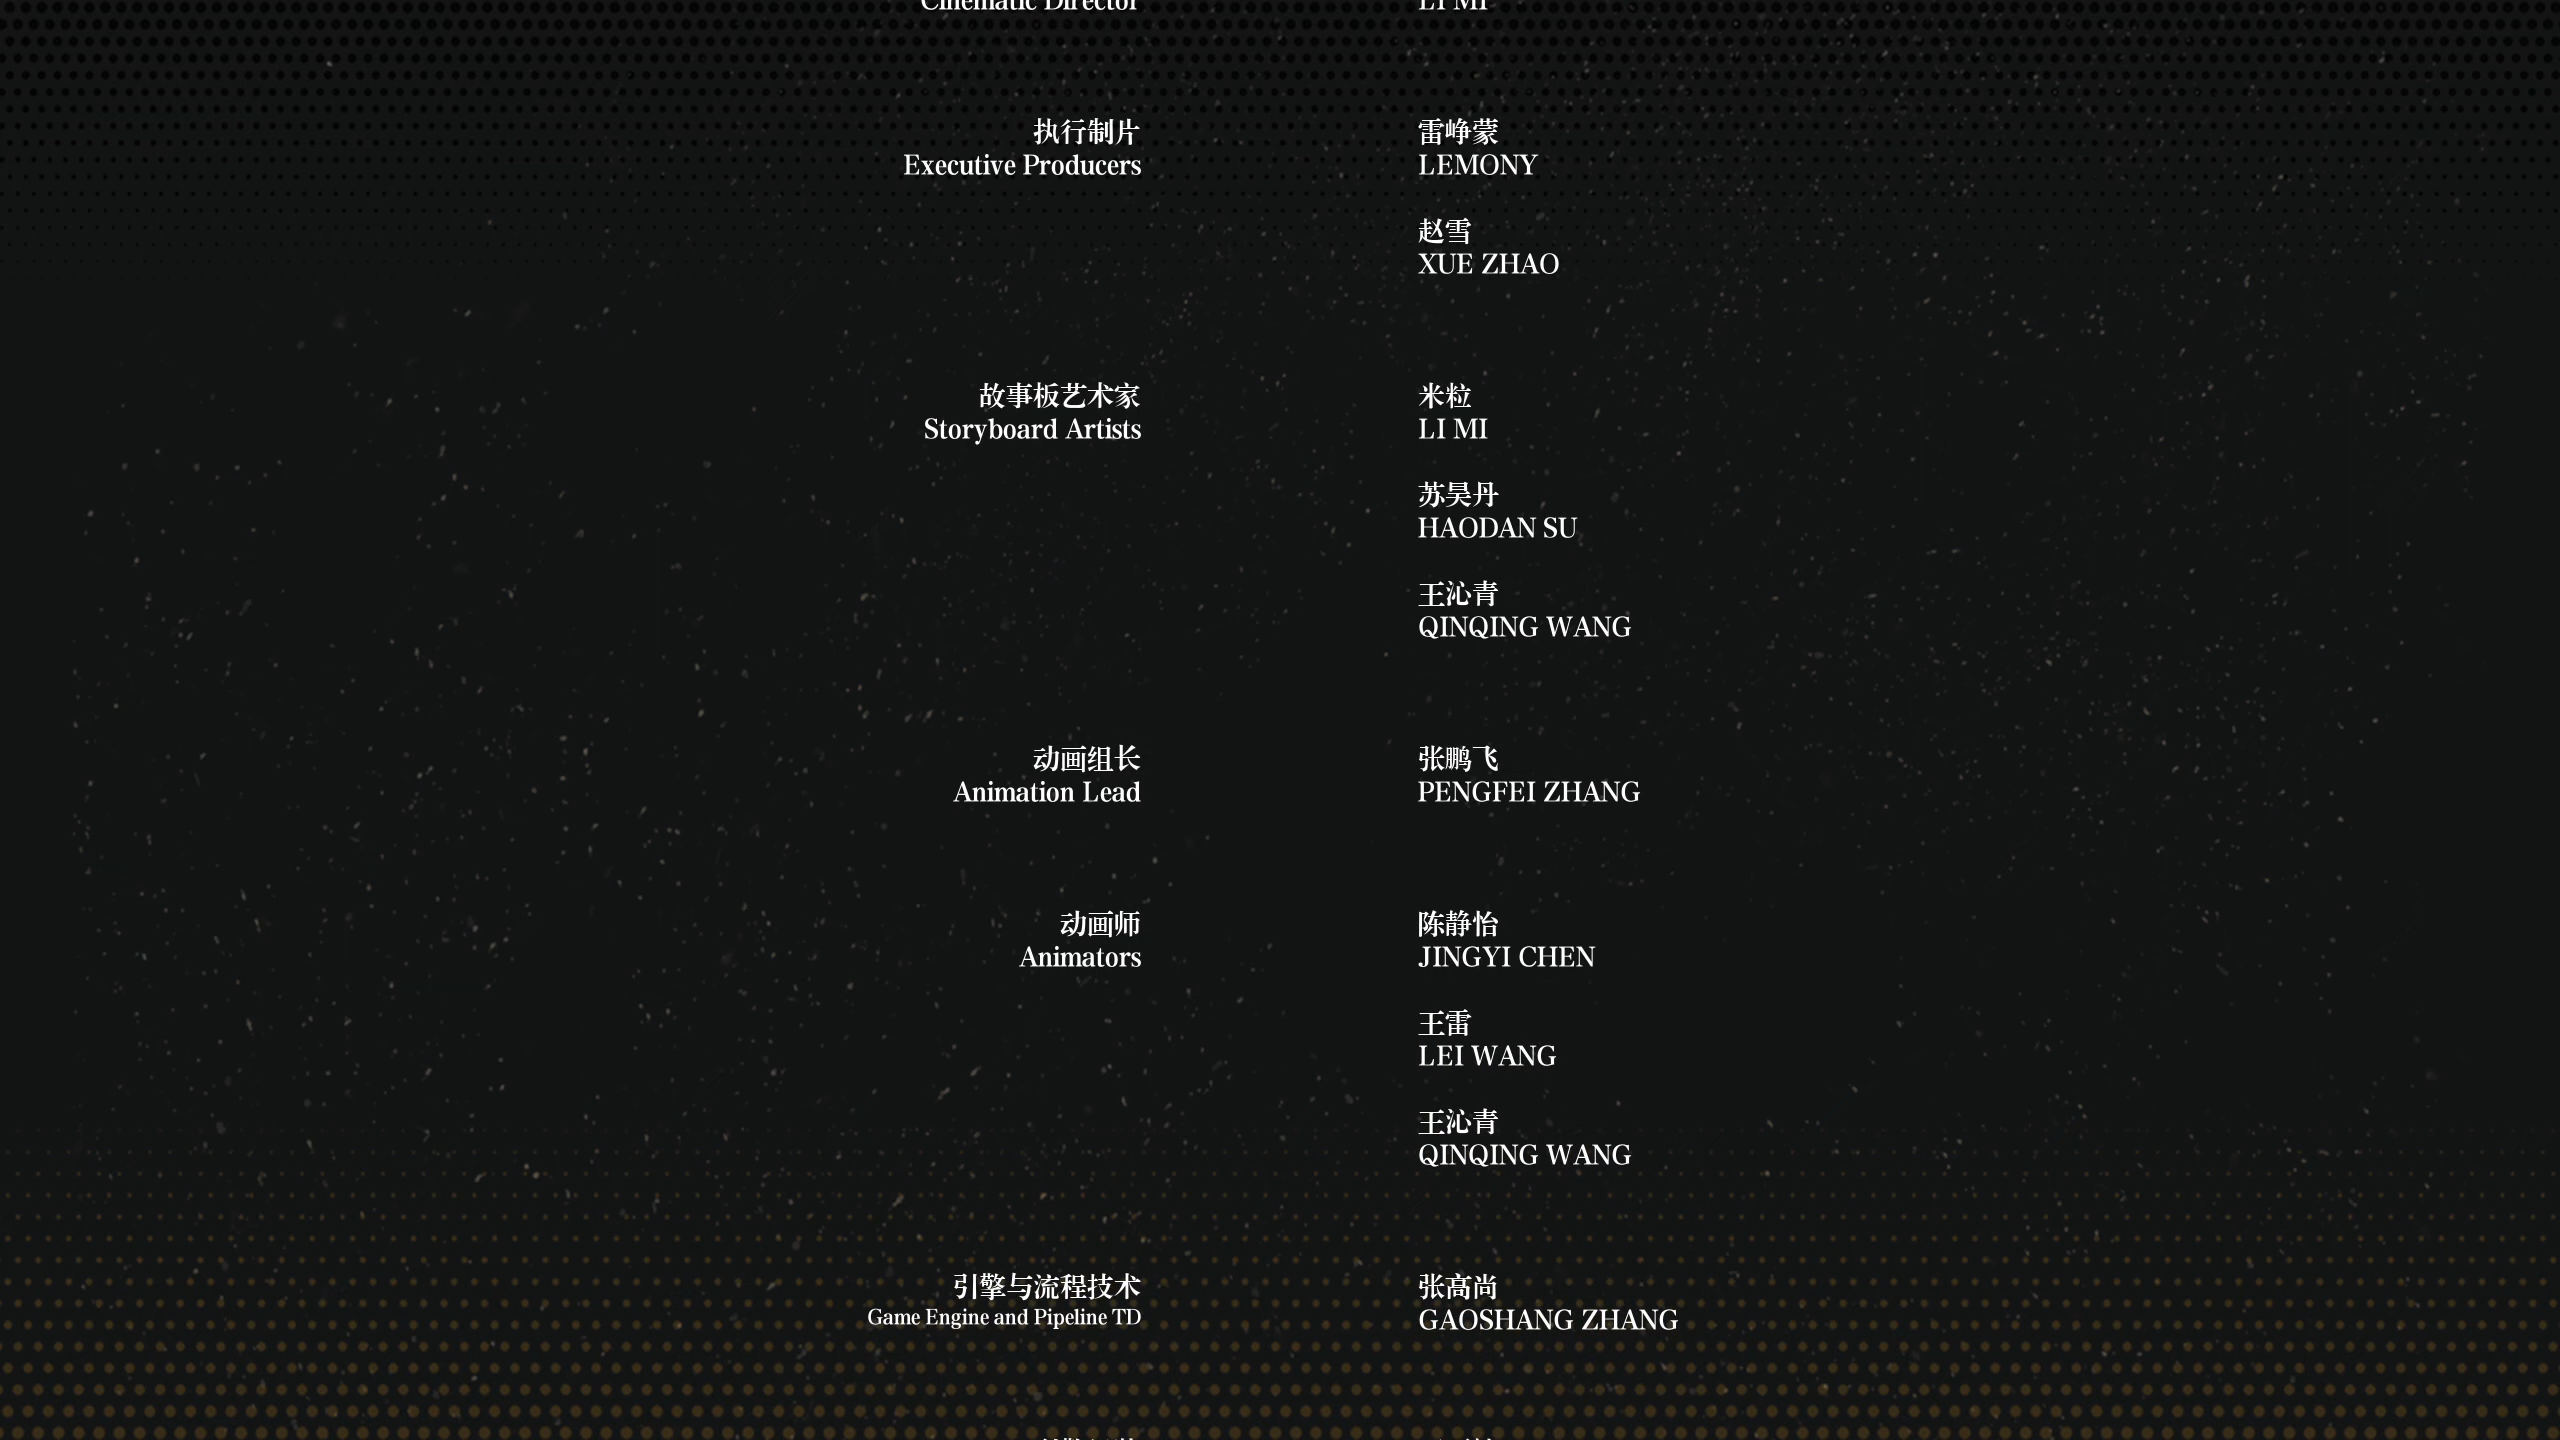 Cinematic Director
LI MI
执行制片
Executive Producers
雷峥蒙
LEMONY
赵雪
XUE ZHAO
故事板艺术家
Storyboard Artists
米粒
LI MI
苏昊丹
HAODAN SU
王沁青
QINQING WANG
动画组长
Animation Lead
张鹏飞
PENGFEI ZHANG
动画师
Animators
陈静怡
JINGYI CHEN
王雷
LEI WANG
王沁青
QINQING WANG
引擎与流程技术
Game Engine and Pipeline TD
张高尚
GAOSHANG ZHANG